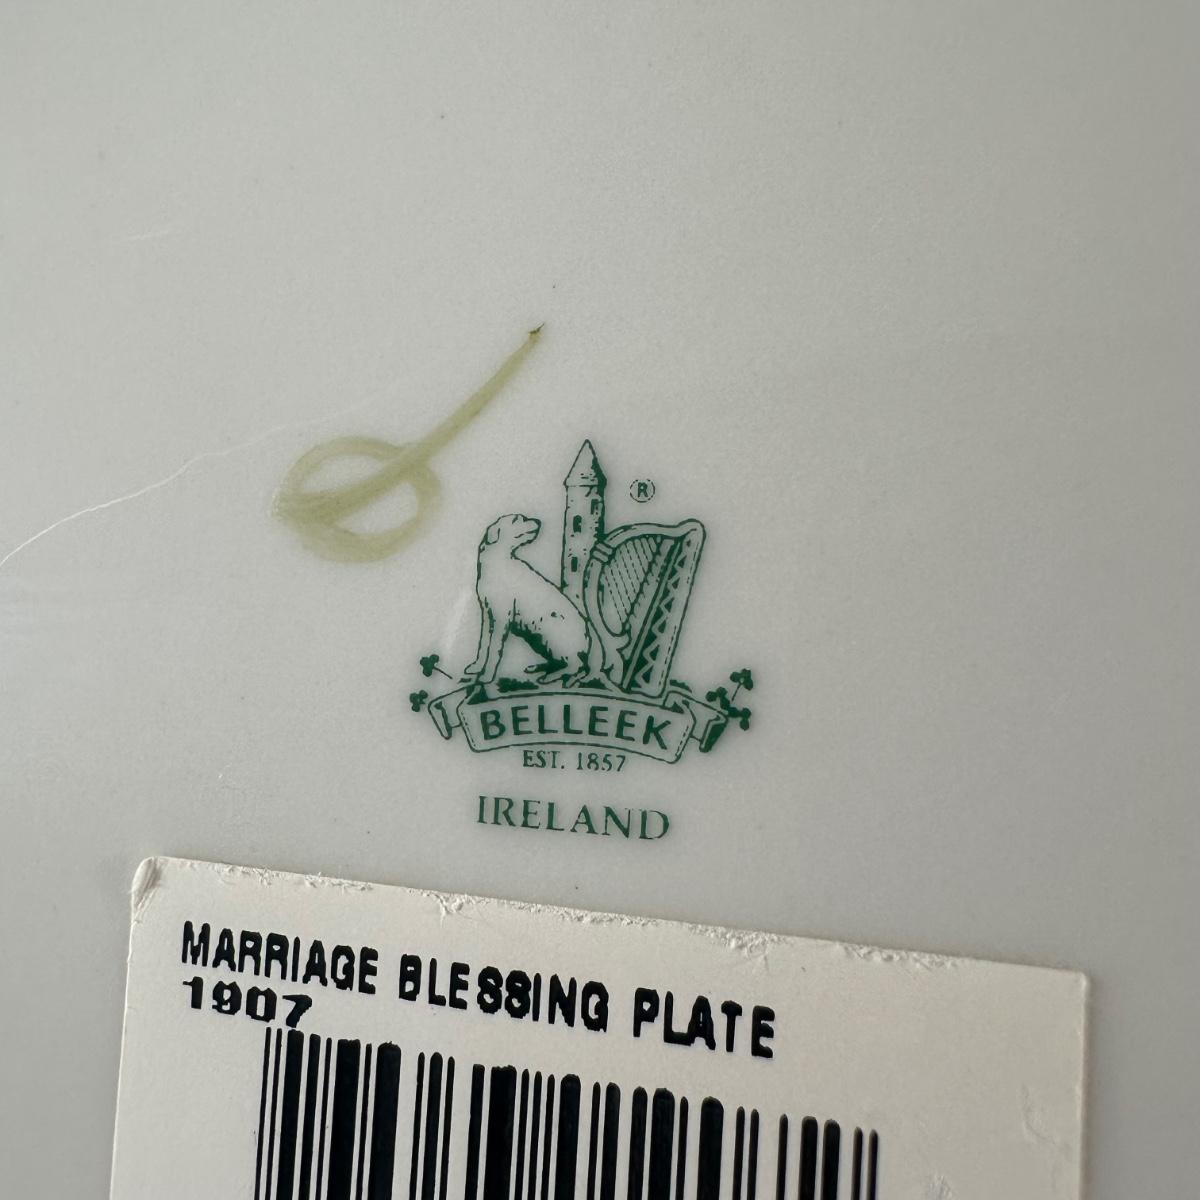 ®
BELLEEK
EST. 1857
IRELAND
MARRIAGE BLESSING PLATE
1907